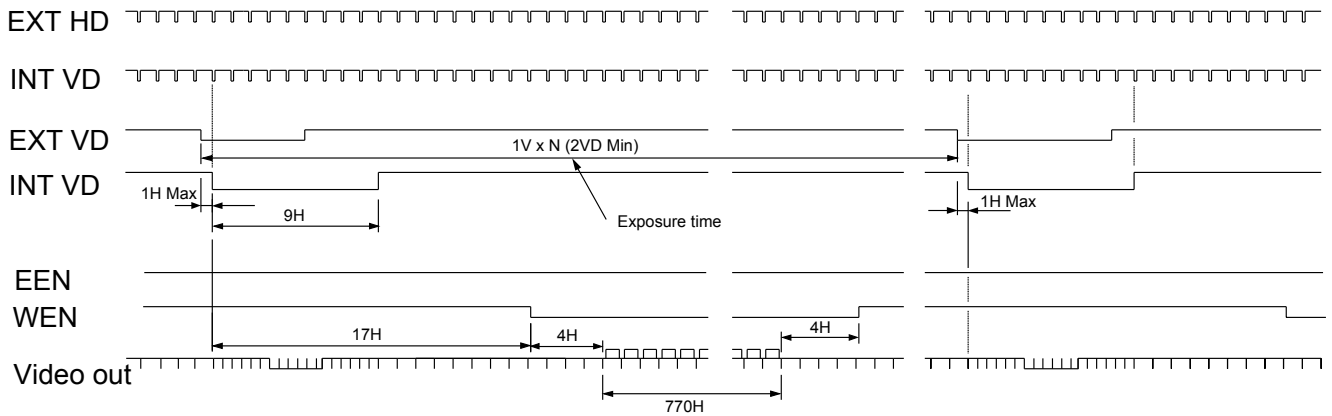 EXT HD
INT VD
EXT VD
1V x N (2VD Min)
INT VD
1H Max
9H
Exposure time
1H Max
EEN
WEN
17H
4H
4H
Video out
770H